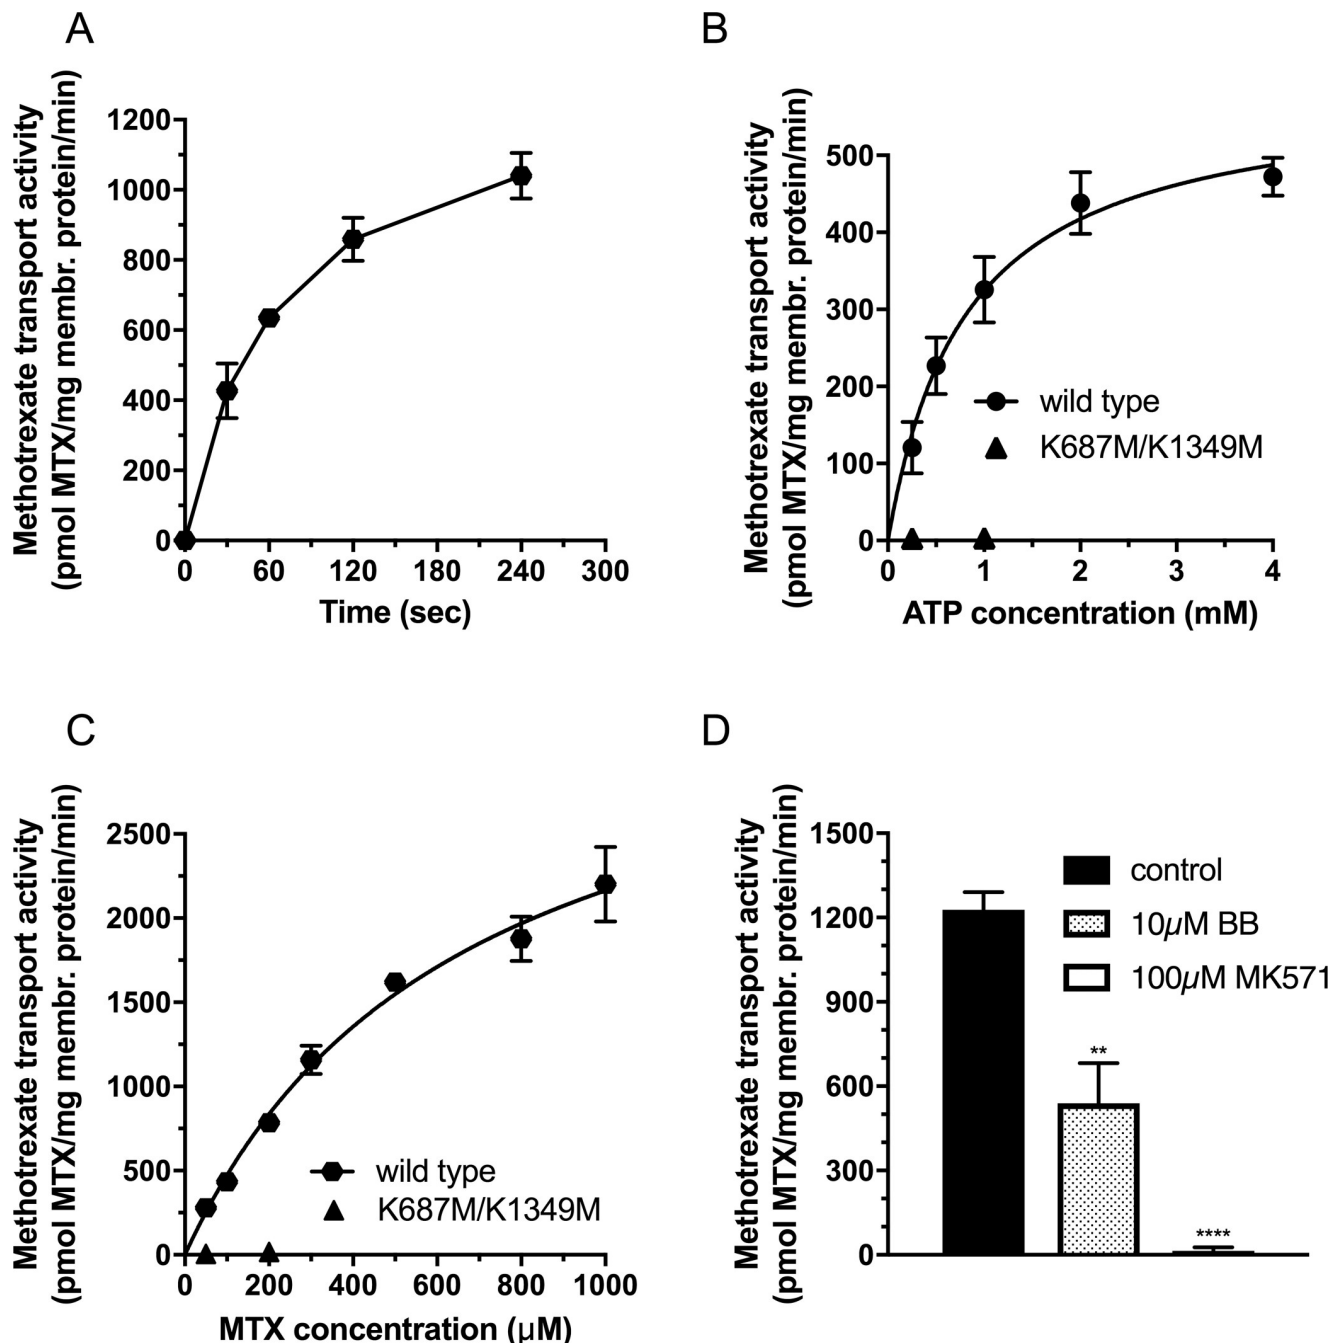 A
Methotrexate transport activity
(pmol MTX/mg membr. protein/min)
1200
1000
800
600
400
200
0
0 60 120 180 240 300
Time (sec)
B
Methotrexate transport activity
(pmol MTX/mg membr. protein/min)
500
400
300
200
100
0
wild type
K687M/K1349M
0 1 2 3 4
ATP concentration (mM)
C
Methotrexate transport activity
(pmol MTX/mg membr. protein/min)
2500
2000
1500
1000
500
0
wild type
K687M/K1349M
0 200 400 600 800 1000
MTX concentration (µM)
D
Methotrexate transport activity
(pmol MTX/mg membr. protein/min)
1500
1200
900
600
300
0
control
10µM BB
100µM MK571
**
****